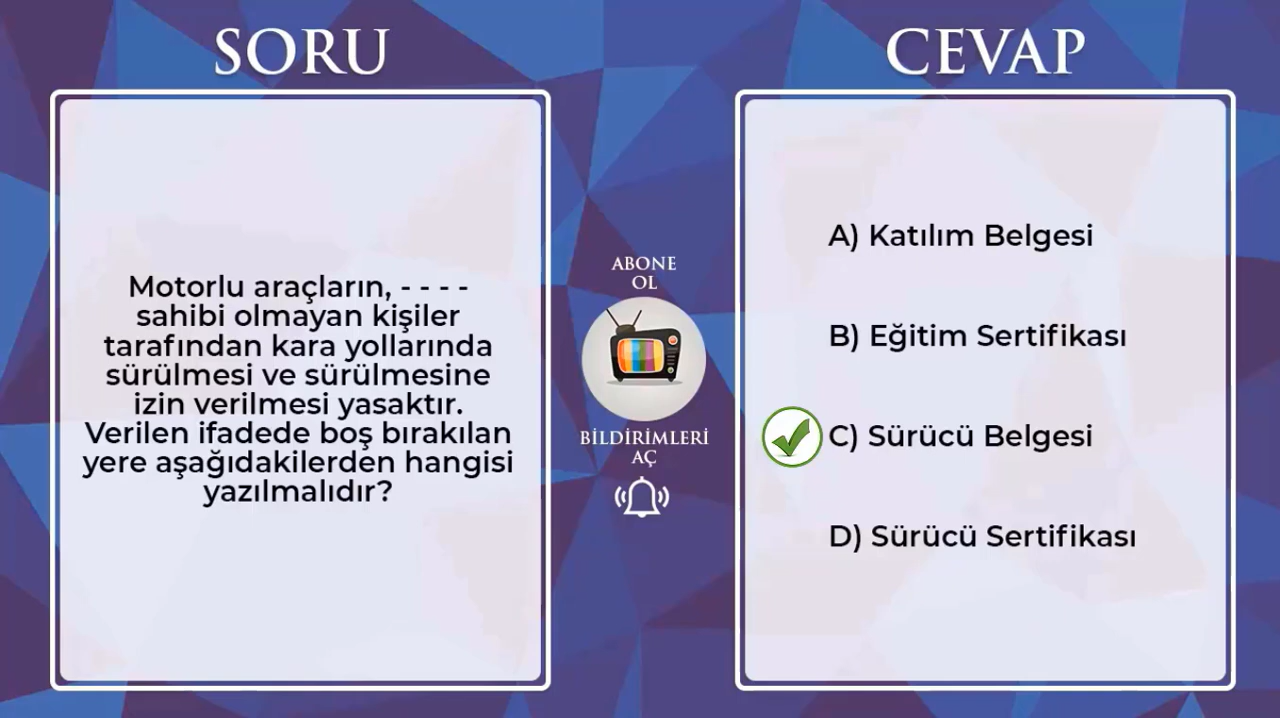 SORU
Motorlu araçların, - - - -
sahibi olmayan kişiler
tarafından kara yollarında
sürülmesi ve sürülmesine
izin verilmesi yasaktır.
Verilen ifadede boş bırakılan
yere aşağıdakilerden hangisi
yazılmalıdır?
ABONE
OL
BİLDİRİMLERİ
AÇ
CEVAP
A) Katılım Belgesi
B) Eğitim Sertifikası
C) Sürücü Belgesi
D) Sürücü Sertifikası